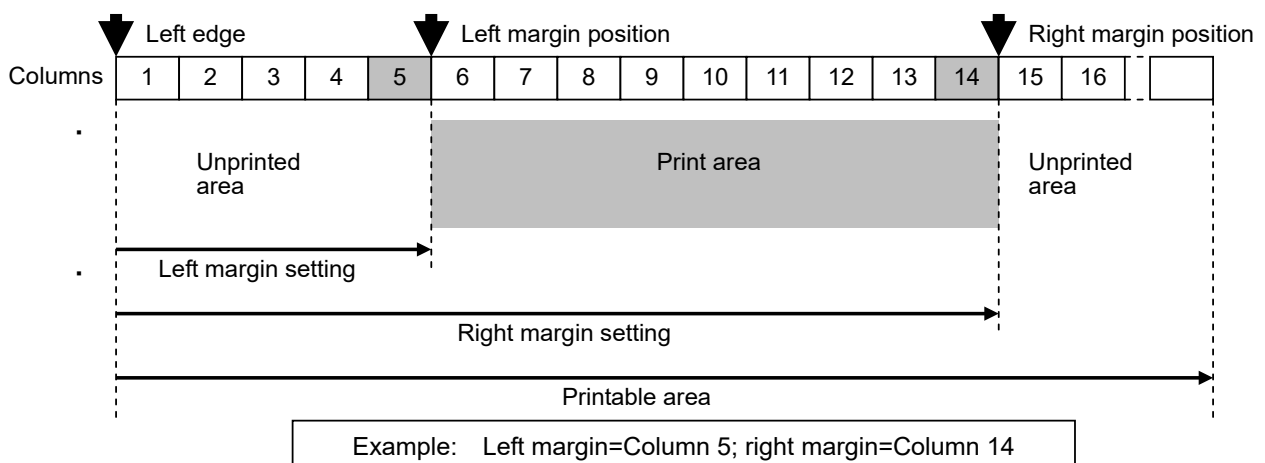 Left edge Left margin position Right margin position
Columns 1 2 3 4 5 6 7 8 9 10 11 12 13 14 15 16
Unprinted area
Print area
Unprinted area
Left margin setting
Right margin setting
Printable area
Example: Left margin=Column 5; right margin=Column 14